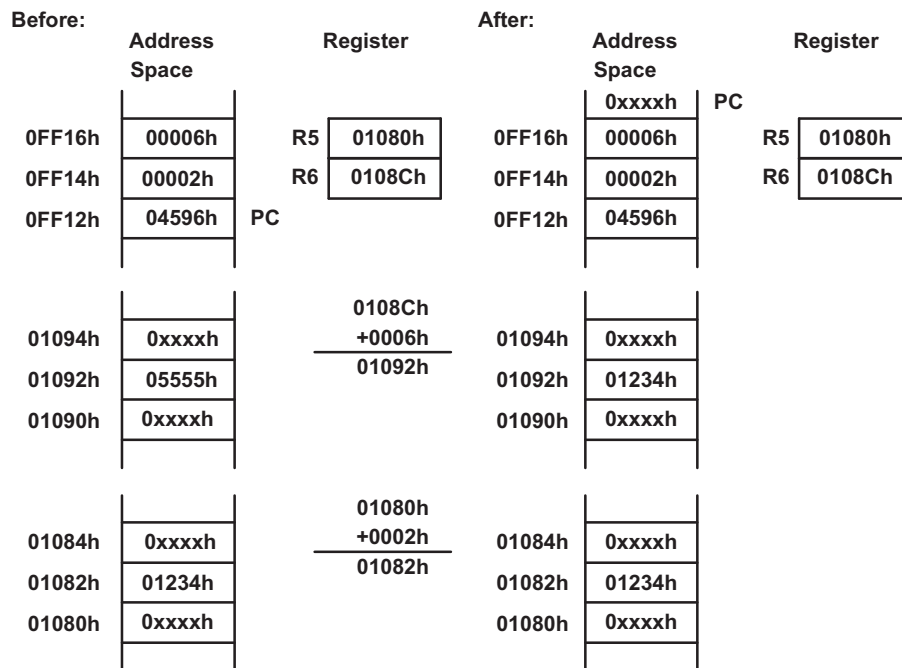 Before:
After:
Address Space
Register
Address Space
Register
0xxxxh PC
0FF16h 00006h R5 01080h 0FF16h 00006h R5 01080h
0FF14h 00002h R6 0108Ch 0FF14h 00002h R6 0108Ch
0FF12h 04596h PC 0FF12h 04596h
0108Ch
01094h 0xxxxh +0006h 01094h 0xxxxh
01092h
01092h 05555h 01092h 01234h
01090h 0xxxxh 01090h 0xxxxh
01080h
01084h 0xxxxh +0002h 01084h 0xxxxh
01082h
01082h 01234h 01082h 01234h
01080h 0xxxxh 01080h 0xxxxh